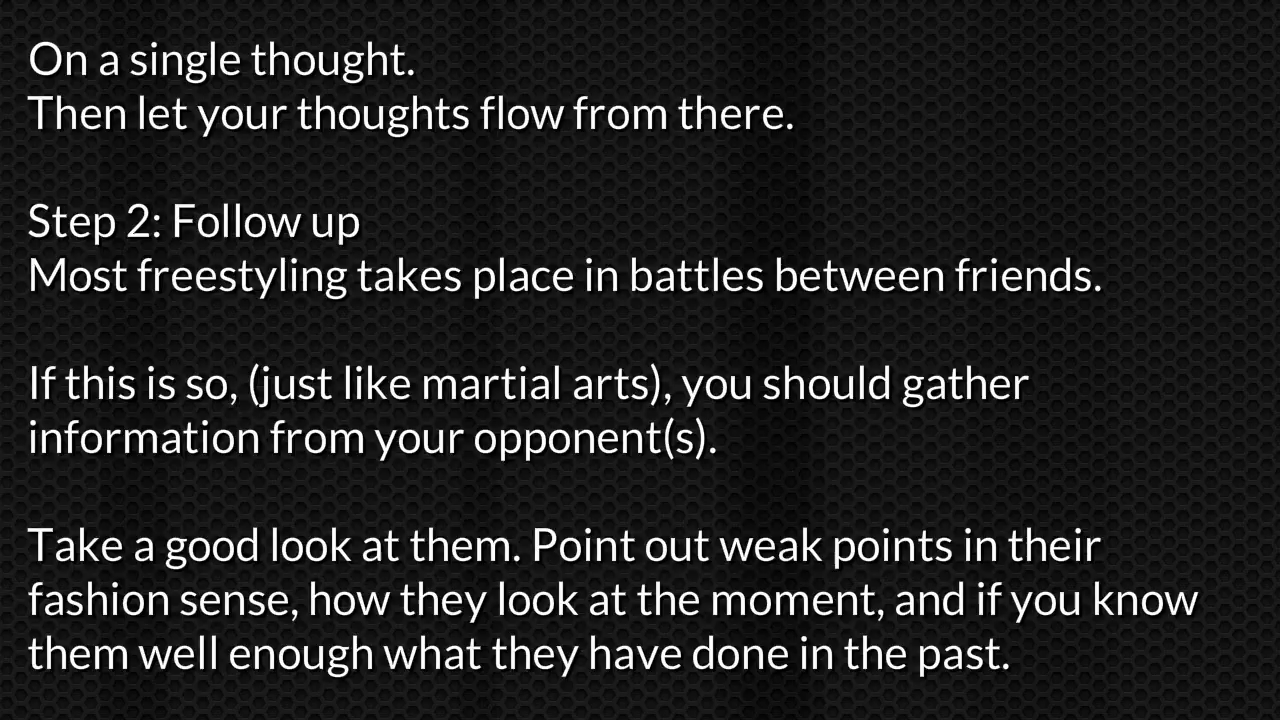 On a single thought.
Then let your thoughts flow from there.
Step 2: Follow up
Most freestyling takes place in battles between friends.
If this is so, (just like martial arts), you should gather
information from your opponent(s).
Take a good look at them. Point out weak points in their
fashion sense, how they look at the moment, and if you know
them well enough what they have done in the past.